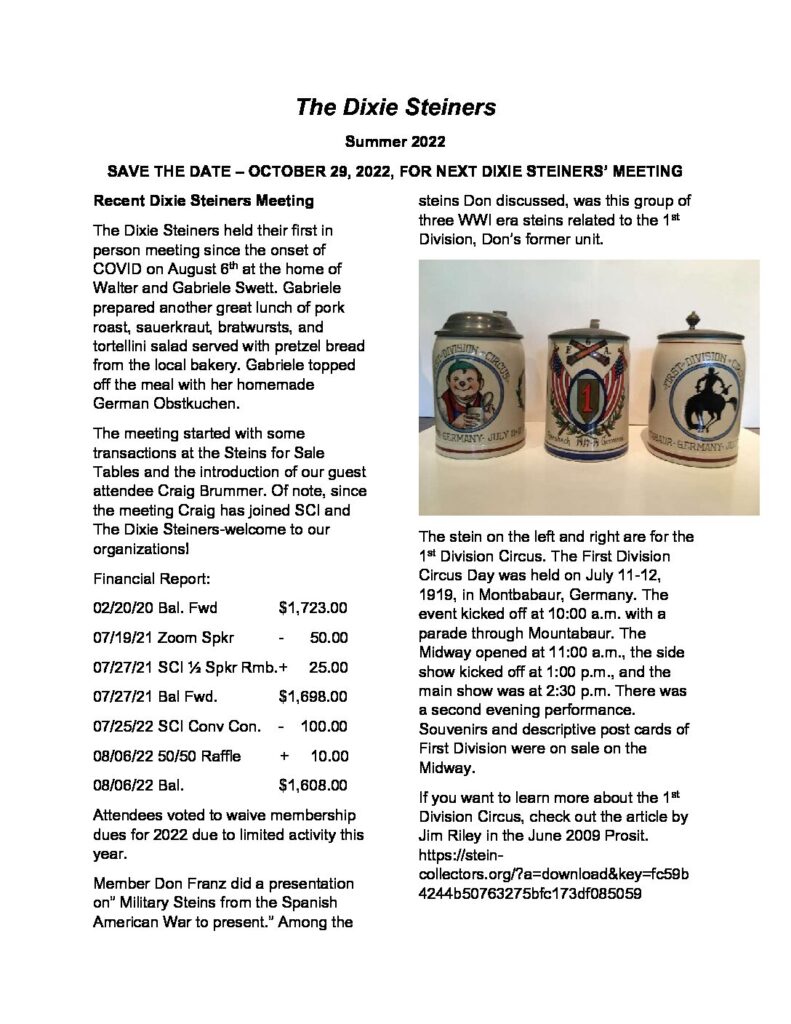 The Dixie Steiners
Summer 2022
SAVE THE DATE – OCTOBER 29, 2022, FOR NEXT DIXIE STEINERS' MEETING
Recent Dixie Steiners Meeting
The Dixie Steiners held their first in
person meeting since the onset of
COVID on August 6th at the home of
Walter and Gabriele Swett. Gabriele
prepared another great lunch of pork
roast, sauerkraut, bratwursts, and
tortellini salad served with pretzel bread
from the local bakery. Gabriele topped
off the meal with her homemade
German Obstkuchen.
The meeting started with some
transactions at the Steins for Sale
Tables and the introduction of our guest
attendee Craig Brummer. Of note, since
the meeting Craig has joined SCI and
The Dixie Steiners-welcome to our
organizations!
Financial Report:
02/20/20 Bal. Fwd $1,723.00
07/19/21 Zoom Spkr - 50.00
07/27/21 SCI ½ Spkr Rmb.+ 25.00
07/27/21 Bal Fwd. $1,698.00
07/25/22 SCI Conv Con. - 100.00
08/06/22 50/50 Raffle + 10.00
08/06/22 Bal. $1,608.00
Attendees voted to waive membership
dues for 2022 due to limited activity this
year.
Member Don Franz did a presentation
on" Military Steins from the Spanish
American War to present." Among the
steins Don discussed, was this group of
three WWI era steins related to the 1st
Division, Don's former unit.
DIVISION CIRCUS
GERMANY- JULY 11-12
F A
1
Germany
FIRST-DIVISION-CIRC
BAUR-GERMANY-JU
The stein on the left and right are for the
1st Division Circus. The First Division
Circus Day was held on July 11-12,
1919, in Montbabaur, Germany. The
event kicked off at 10:00 a.m. with a
parade through Mountabaur. The
Midway opened at 11:00 a.m., the side
show kicked off at 1:00 p.m., and the
main show was at 2:30 p.m. There was
a second evening performance.
Souvenirs and descriptive post cards of
First Division were on sale on the
Midway.
If you want to learn more about the 1st
Division Circus, check out the article by
Jim Riley in the June 2009 Prosit.
https://stein-
collectors.org/?a=download&key=fc59b
4244b50763275bfc173df085059